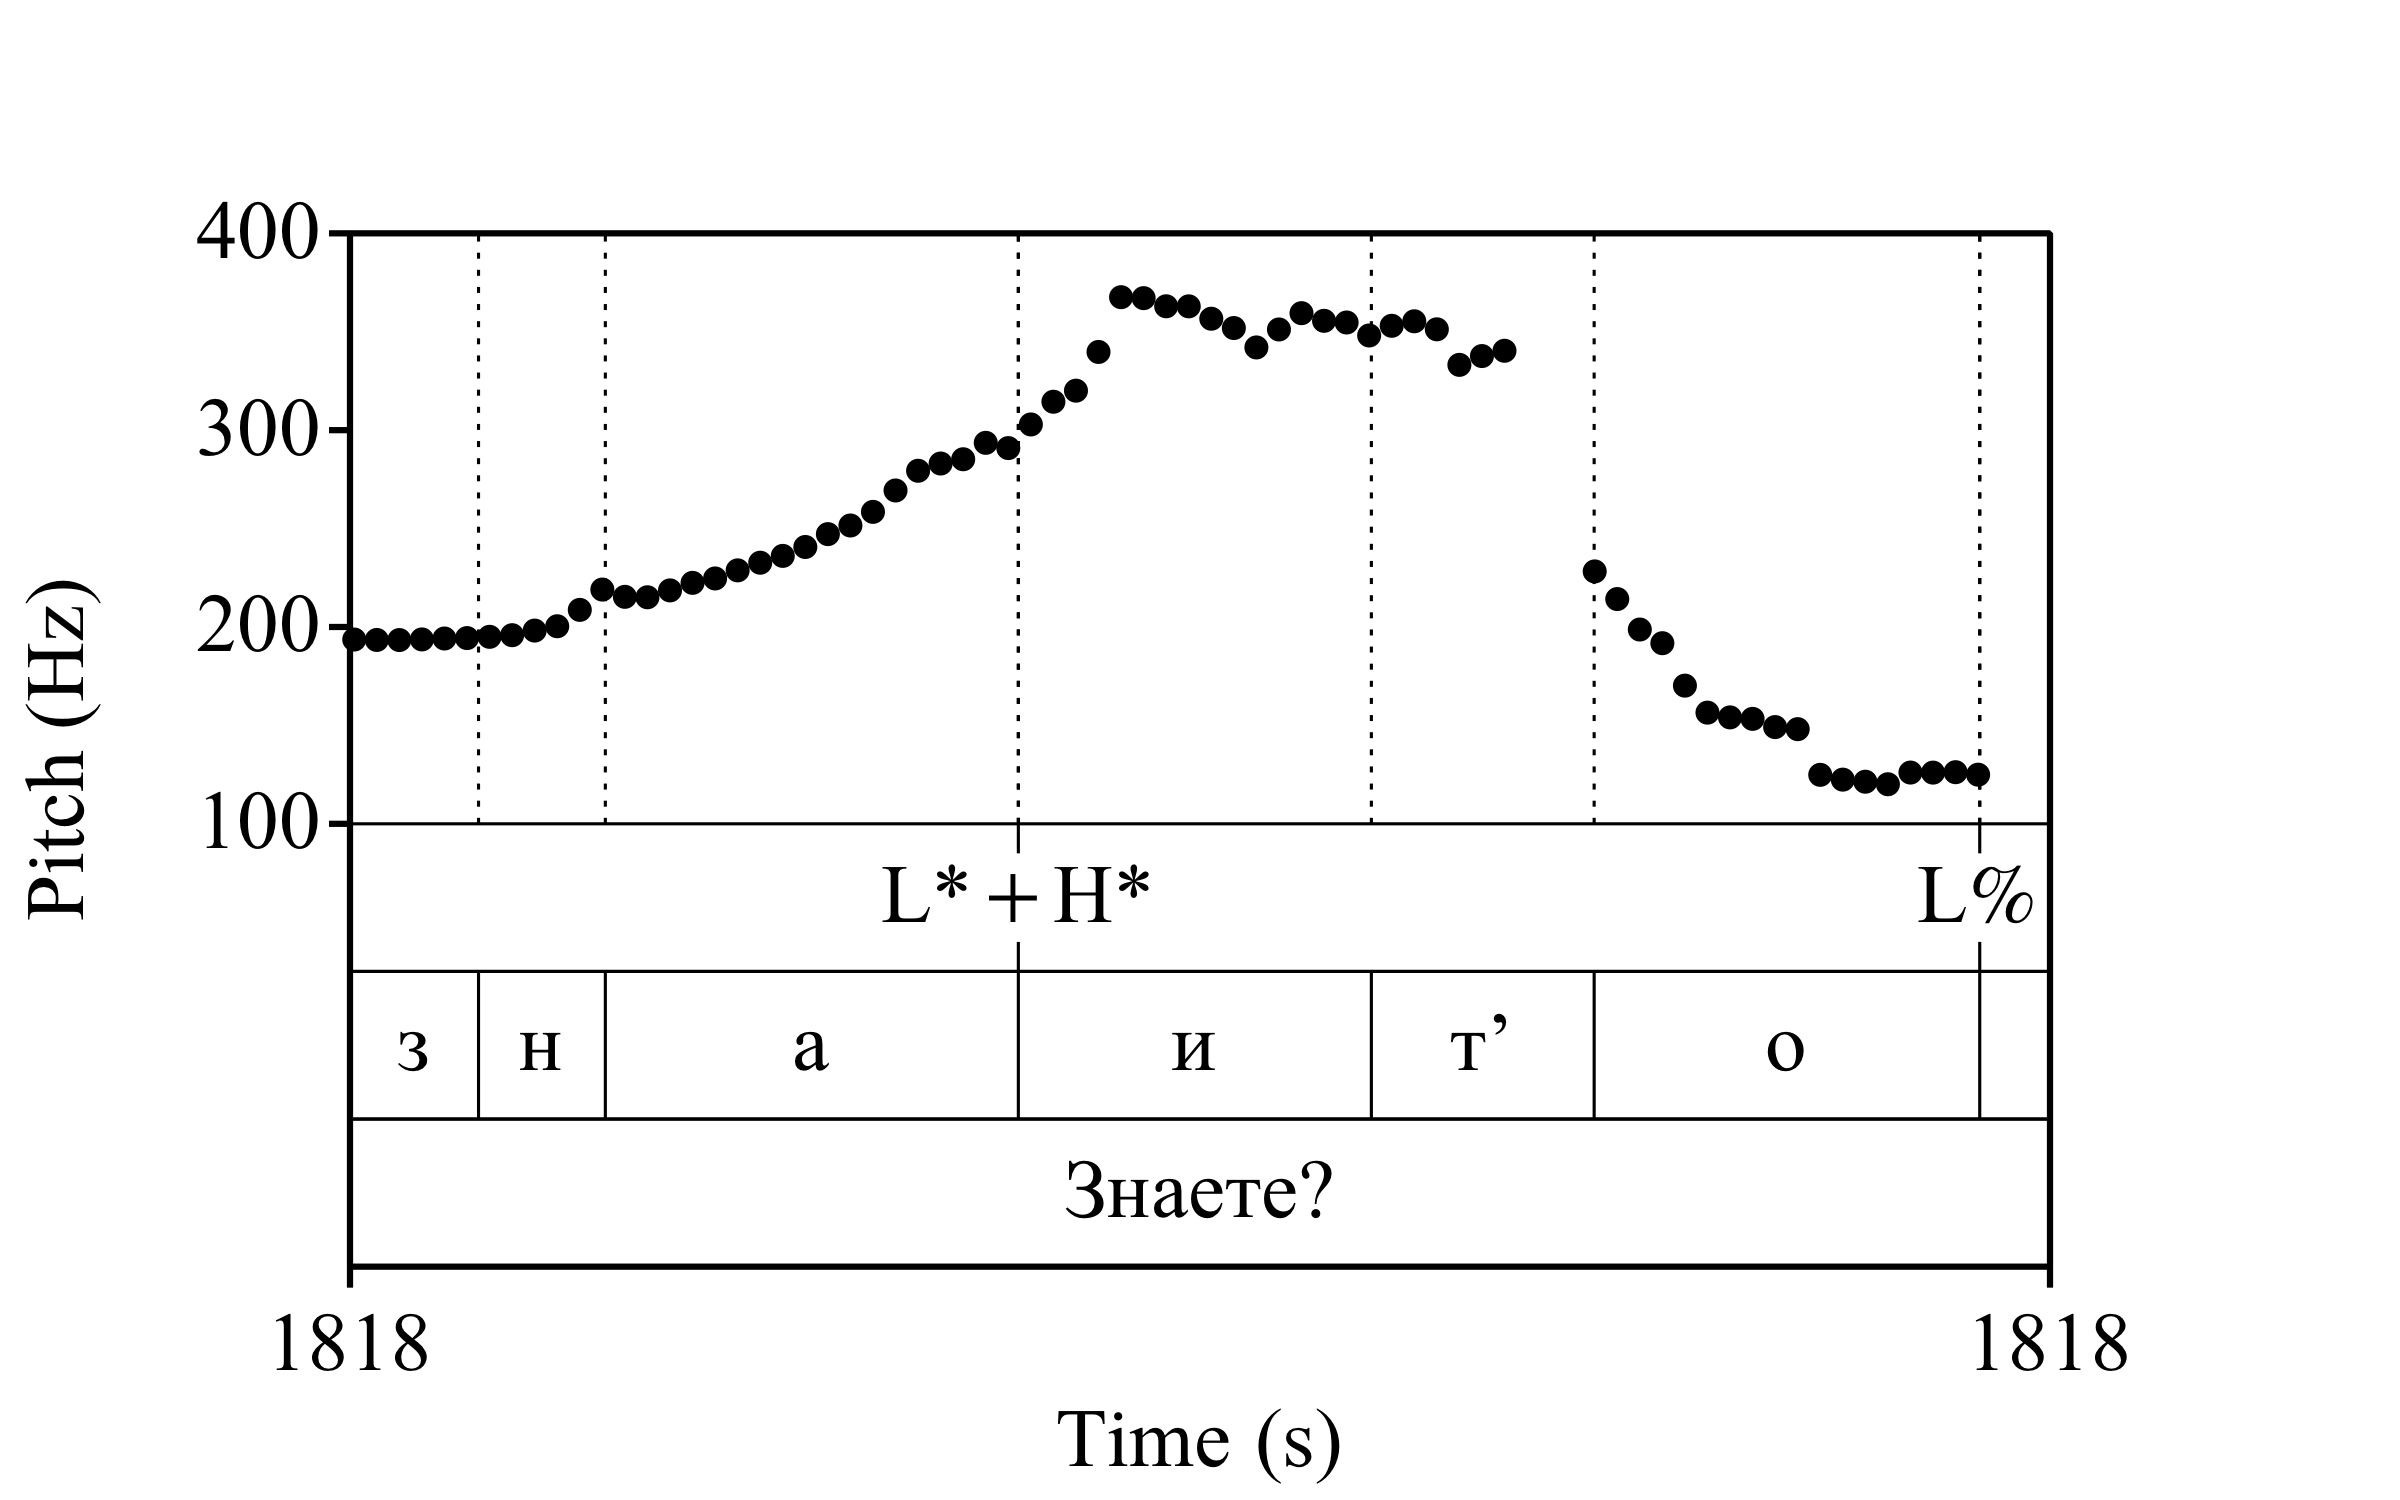 400
300
200
100
Pitch (Hz)
L* + H* L%
з н а и т’ о
Знаете?
1818 1818
Time (s)